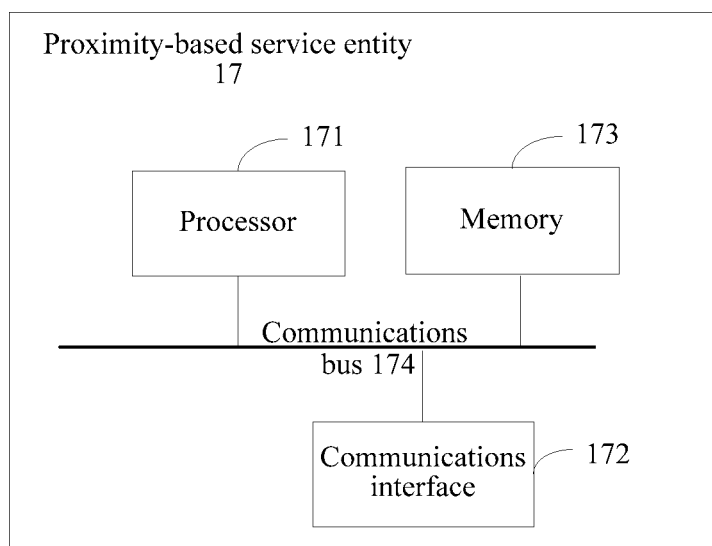 Proximity-based service entity
17
171
173
Processor
Memory
Communications
bus 174
Communications
interface
172